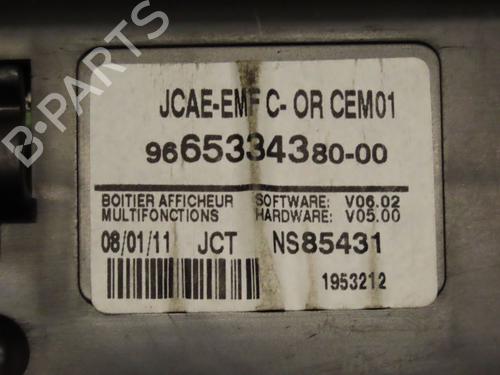 B-PARTS
JCAE-EMF C- OR CEM01
9665334380-00
BOITIER AFFICHEUR SOFTWARE: V06.02
MULTIFONCTIONS HARDWARE: V05.00
08/01/11 JCT NS85431
1953212